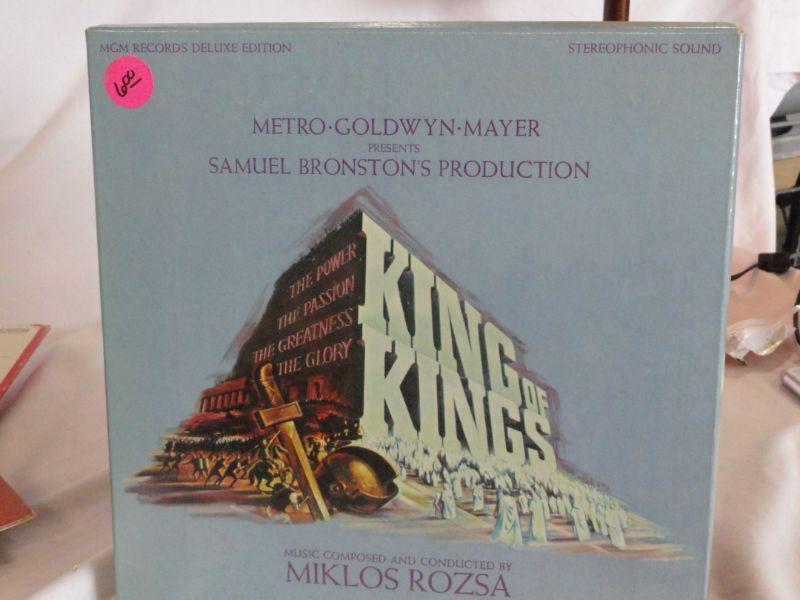 MGM RECORDS DELUXE EDITION
STEREOPHONIC SOUND
600
METRO·GOLDWYN·MAYER
PRESENTS
SAMUEL BRONSTON'S PRODUCTION
THE POWER
THE PASSION
THE GREATNESS
THE GLORY
KING OF
KINGS
MUSIC COMPOSED AND CONDUCTED BY
MIKLOS ROZSA